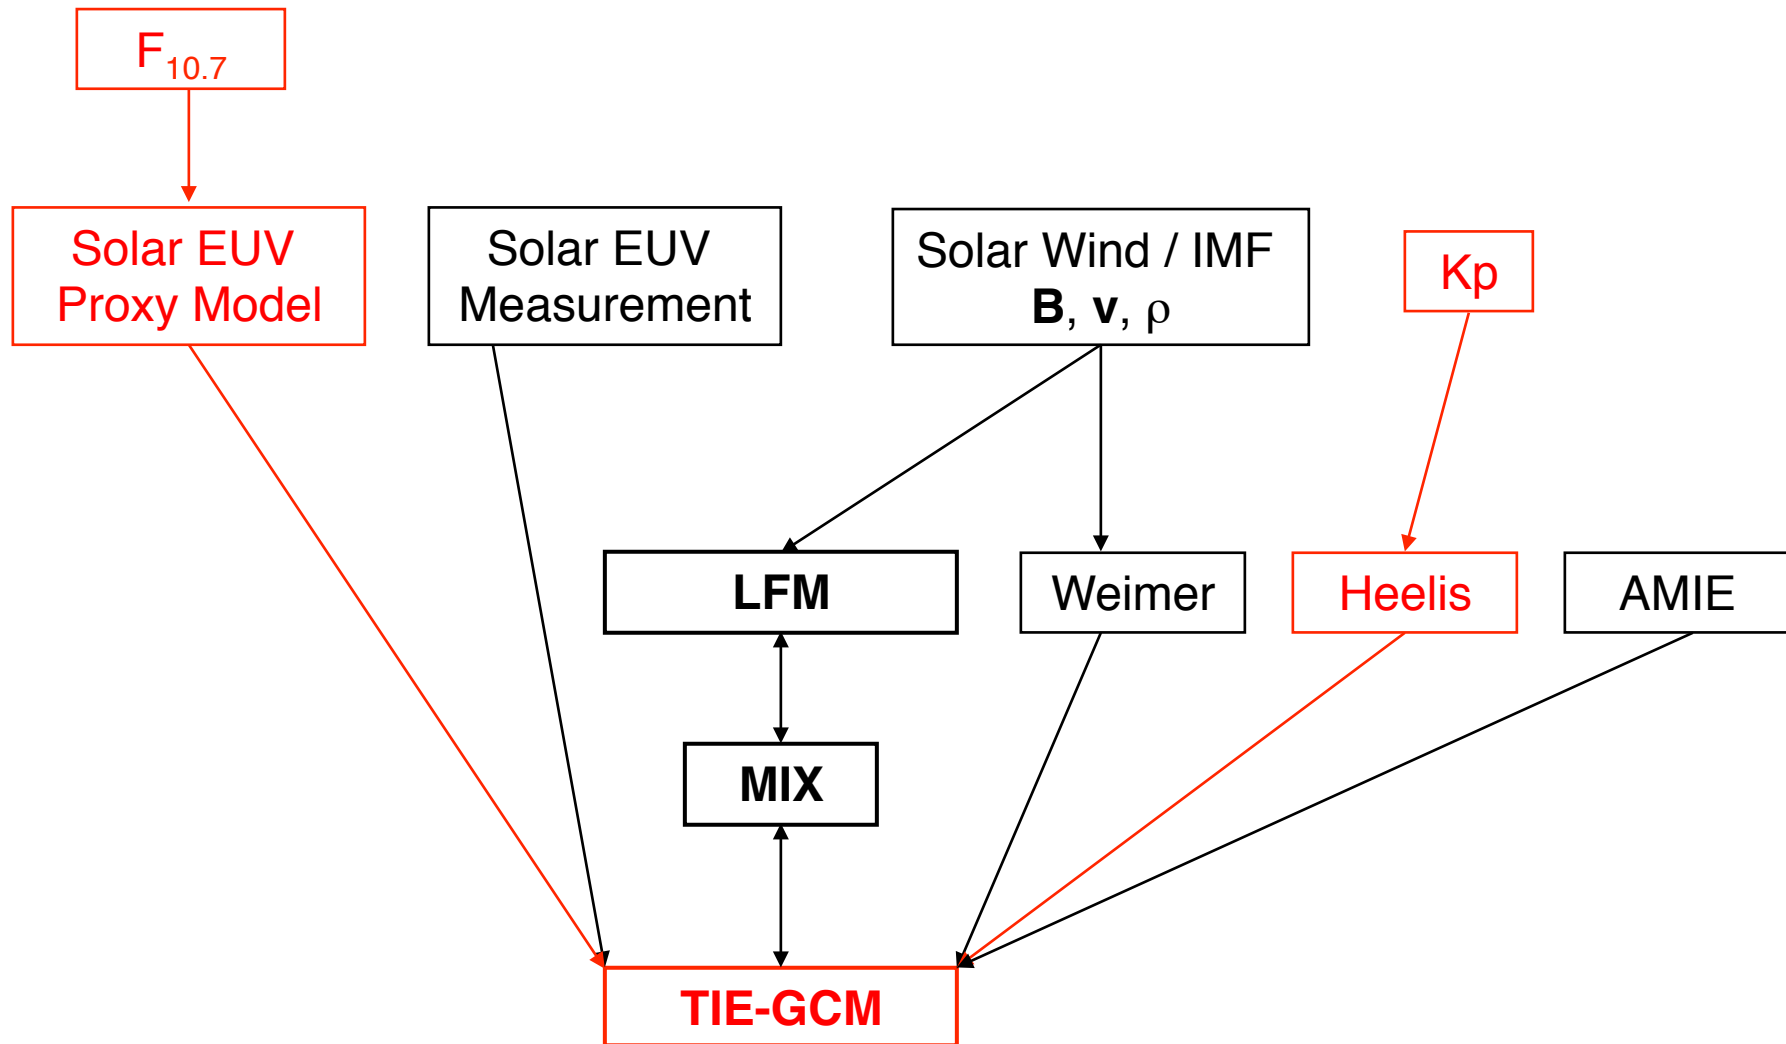 F10.7
Solar EUV
Proxy Model
Solar EUV
Measurement
Solar Wind / IMF
B, v, ρ
Kp
LFM
Weimer
Heelis
AMIE
MIX
TIE-GCM